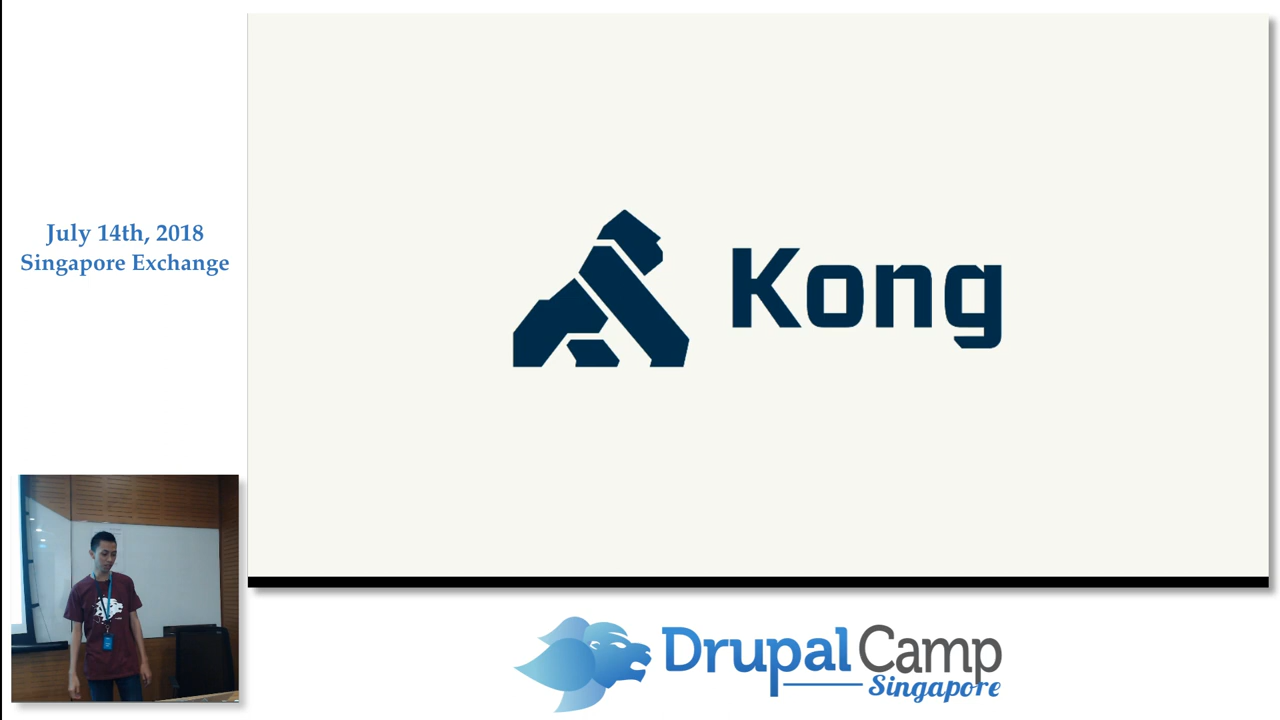 July 14th, 2018
Singapore Exchange
Kong
DrupalCamp
Singapore